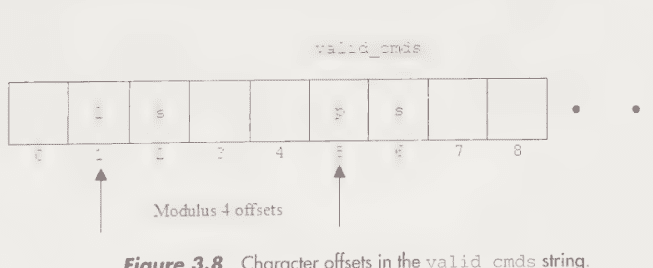 valid_cmds
l s p s
0 1 2 3 4 5 6 7 8
Modulus 4 offsets
Figure 3.8 Character offsets in the valid_cmds string.